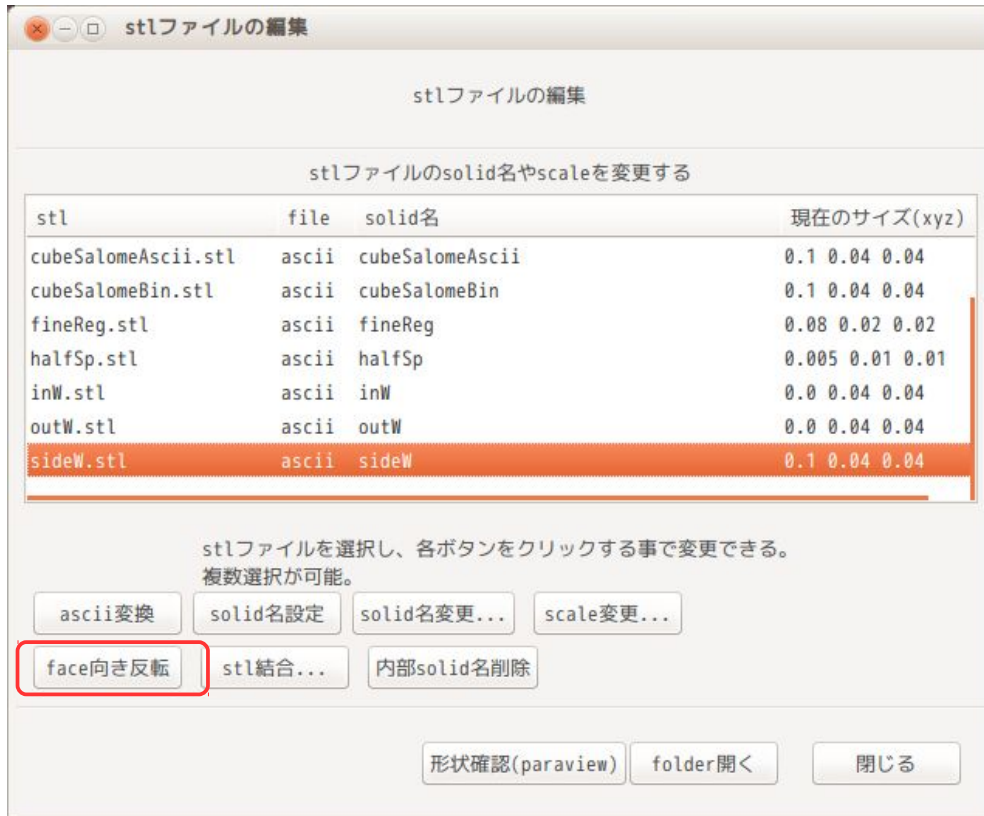 stlファイルの編集
stlファイルの編集
stlファイルのsolid名やscaleを変更する
stl file solid名 現在のサイズ(xyz)
cubeSalomeAscii.stl ascii cubeSalomeAscii 0.1 0.04 0.04
cubeSalomeBin.stl ascii cubeSalomeBin 0.1 0.04 0.04
fineReg.stl ascii fineReg 0.08 0.02 0.02
halfSp.stl ascii halfSp 0.005 0.01 0.01
inW.stl ascii inW 0.0 0.04 0.04
outW.stl ascii outW 0.0 0.04 0.04
sideW.stl ascii sideW 0.1 0.04 0.04
stlファイルを選択し、各ボタンをクリックする事で変更できる。
複数選択が可能。
ascii変換 solid名設定 solid名変更... scale変更...
face向き反転 stl結合... 内部solid名削除
形状確認(paraview) folder開く 閉じる